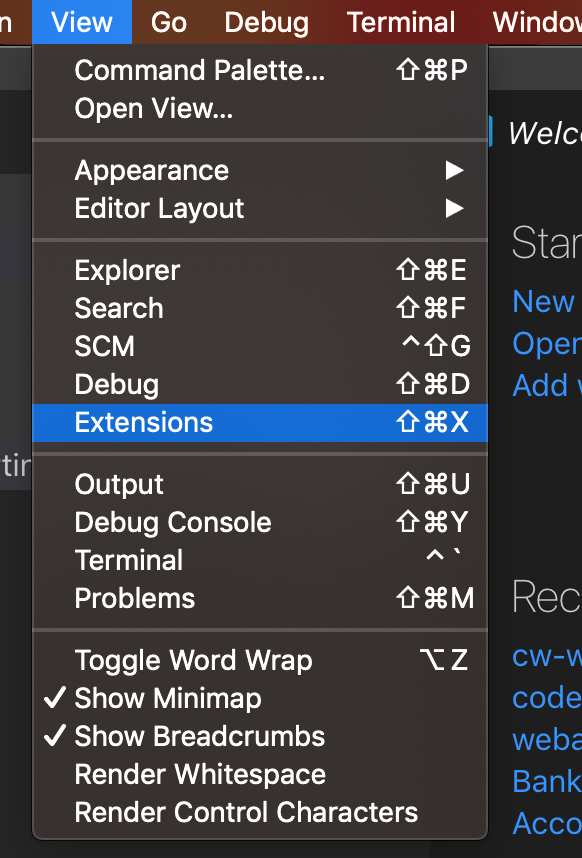 n View Go Debug Terminal Window
Command Palette... ⇧⌘P
Open View...
Welc
Appearance ▶
Editor Layout ▶
Star
Explorer ⇧⌘E
New
Search ⇧⌘F
SCM ^⇧G
Open
Debug ⇧⌘D
Add w
Extensions ⇧⌘X
tin
Output ⇧⌘U
Debug Console ⇧⌘Y
Terminal ^`
Problems ⇧⌘M
Rec
Toggle Word Wrap ⌥Z
cw-w
✓ Show Minimap
code
✓ Show Breadcrumbs
weba
Render Whitespace
Bank
Render Control Characters
Acco